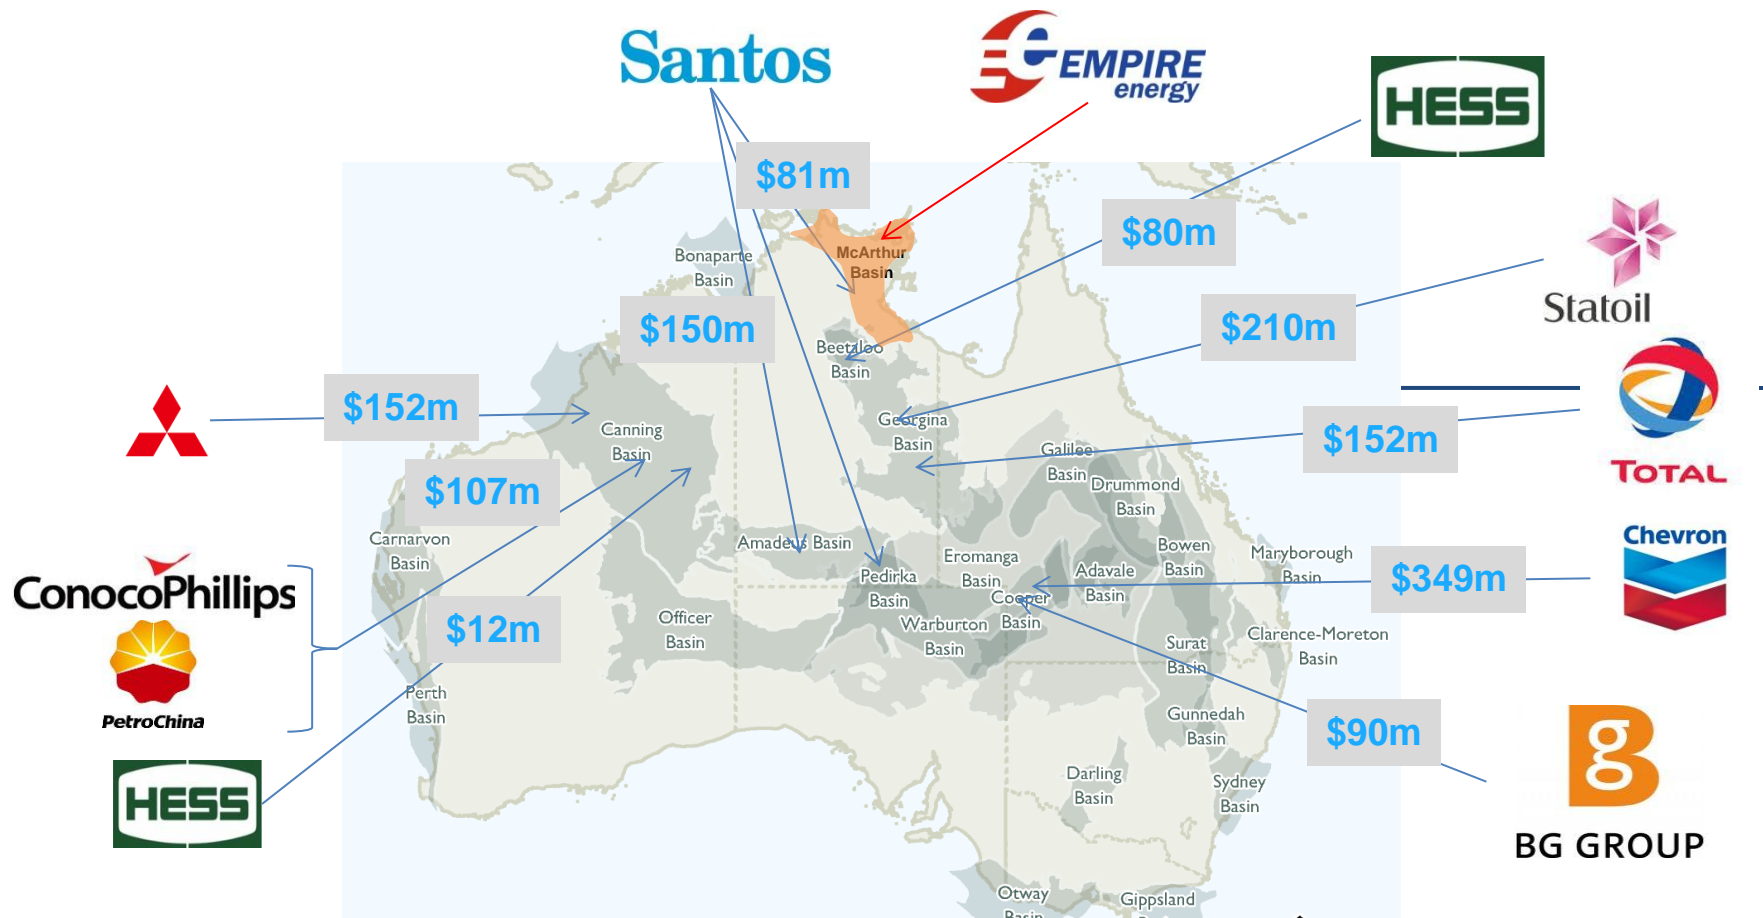 Santos
EMPIRE
energy
HESS
$81m
$80m
McArthur
Basin
Bonaparte
Basin
Statoil
$150m
$210m
Beetaloo
Basin
$152m
Georgina
Basin
$152m
TOTAL
Canning
Basin
Galilee
Basin
$107m
Drummond
Basin
Carnarvon
Basin
Amadeus Basin
Eromanga
Basin
Bowen
Basin
Maryborough
Basin
Chevron
ConocoPhillips
Pedirka
Basin
Adavale
Basin
$349m
Cooper
Basin
$12m
Officer
Basin
Warburton
Basin
Surat
Basin
Clarence-Moreton
Basin
PetroChina
Perth
Basin
Gunnedah
Basin
$90m
HESS
Darling
Basin
Sydney
Basin
bg
BG GROUP
Otway
Basin
Gippsland